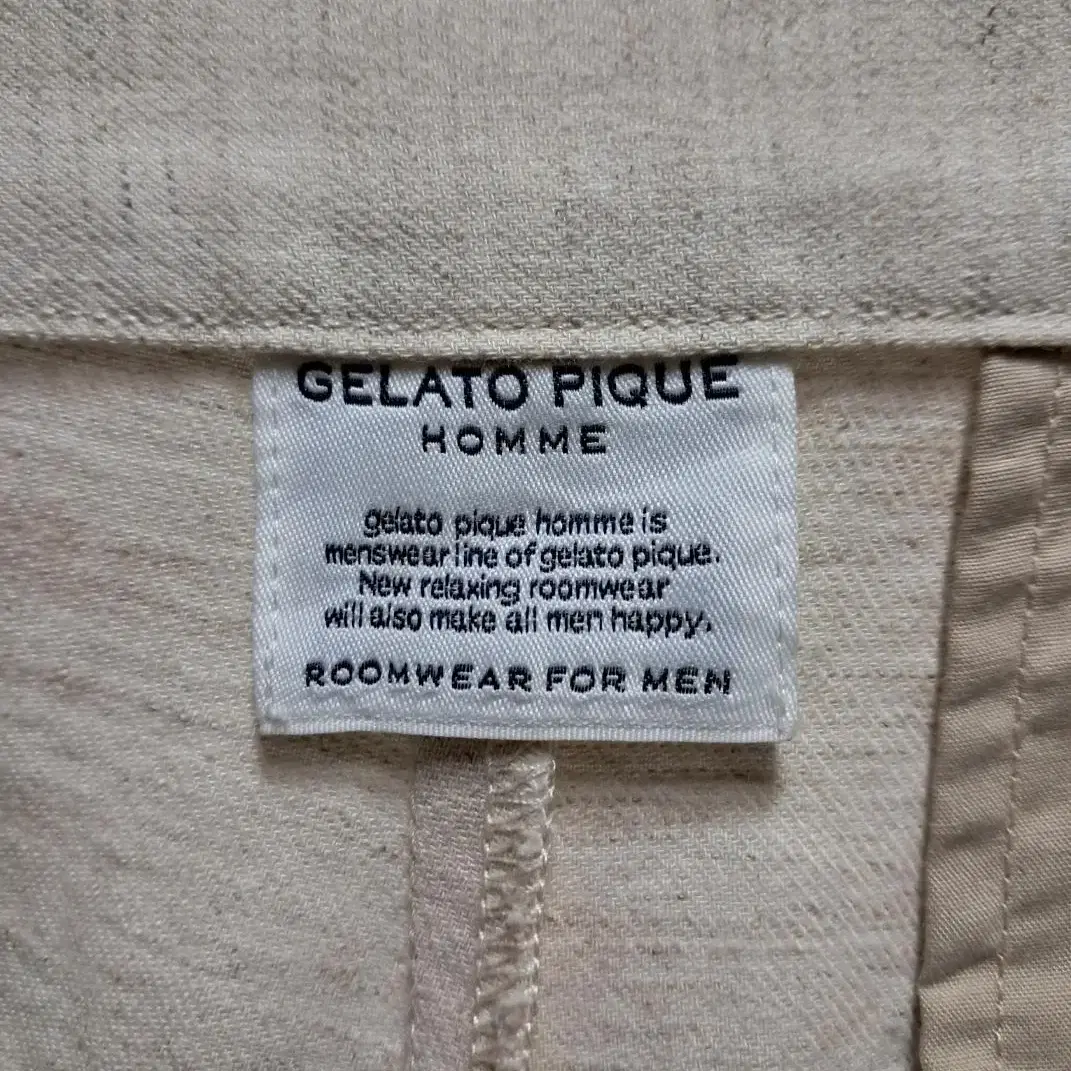 GELATO PIQUE
HOMME
gelato pique homme is
menswear line of gelato pique.
New relaxing roomwear
will also make all men happy.
ROOMWEAR FOR MEN